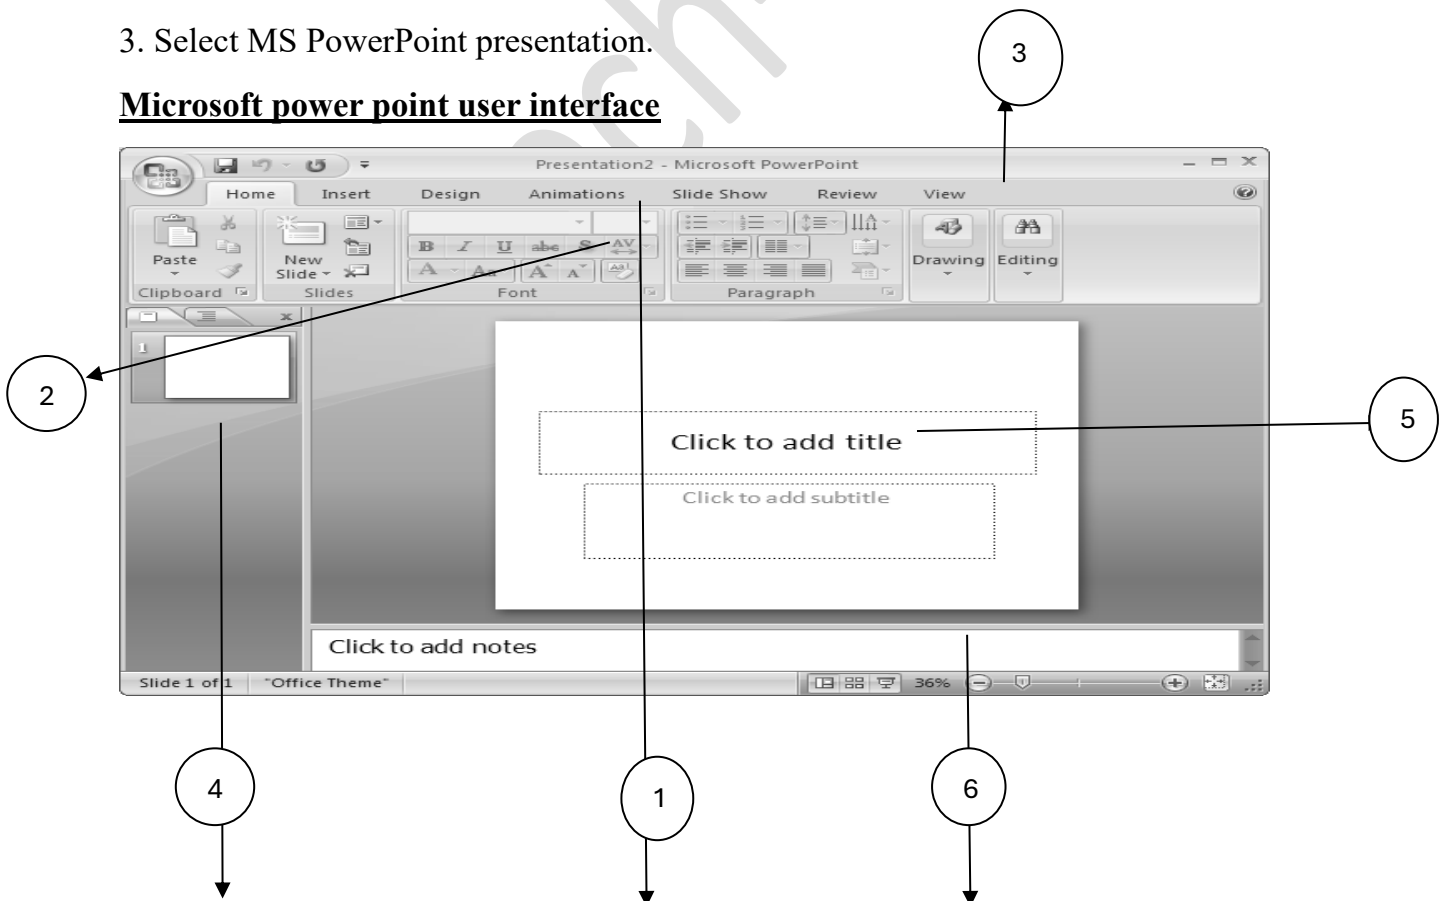 3. Select MS PowerPoint presentation.
3
Microsoft power point user interface
Presentation2 - Microsoft PowerPoint
Home Insert Design Animations Slide Show Review View
Paste
New Slide
B I U abc S AV
A Aa A A
Drawing Editing
Clipboard Slides Font Paragraph
1
2
5
Click to add title
Click to add subtitle
Click to add notes
Slide 1 of 1 "Office Theme" 36%
4 1 6